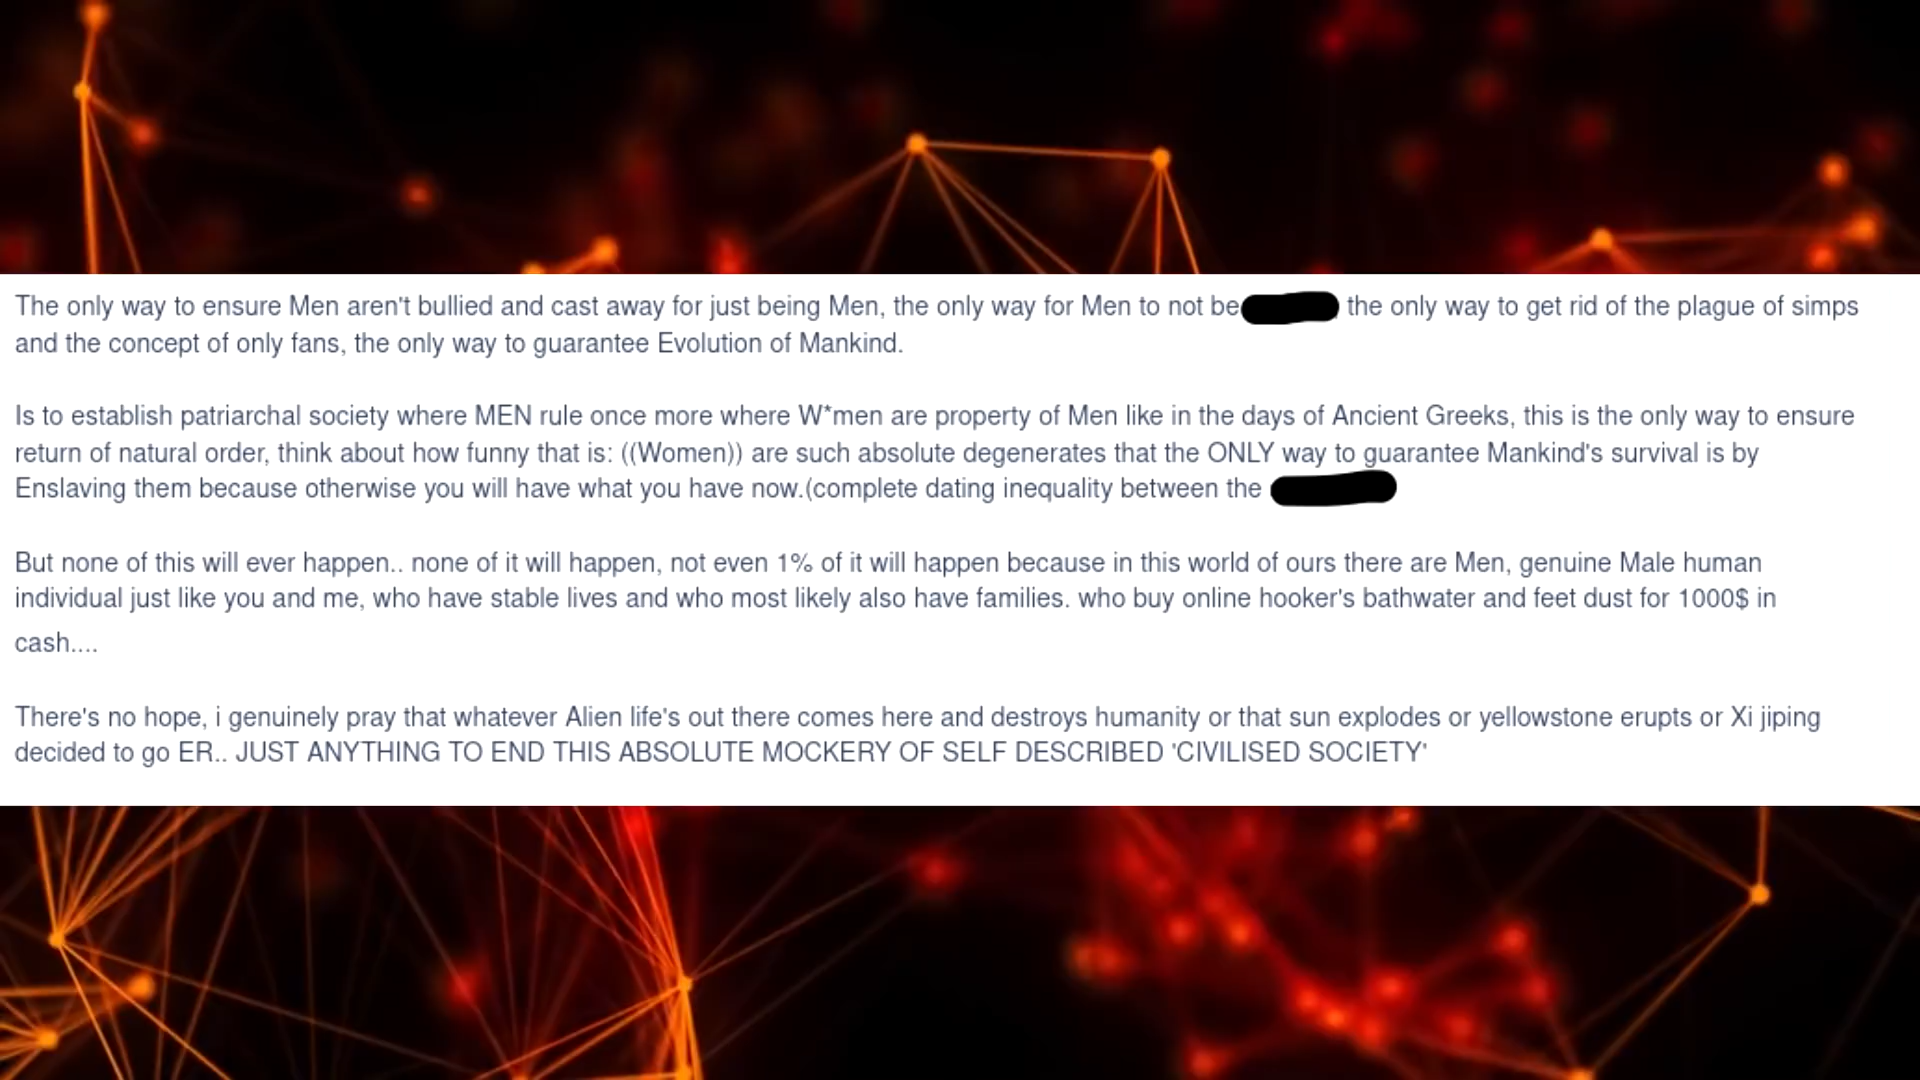 The only way to ensure Men aren't bullied and cast away for just being Men, the only way for Men to not be the only way to get rid of the plague of simps
and the concept of only fans, the only way to guarantee Evolution of Mankind.
Is to establish patriarchal society where MEN rule once more where W*men are property of Men like in the days of Ancient Greeks, this is the only way to ensure
return of natural order, think about how funny that is: ((Women)) are such absolute degenerates that the ONLY way to guarantee Mankind's survival is by
Enslaving them because otherwise you will have what you have now.(complete dating inequality between the
But none of this will ever happen.. none of it will happen, not even 1% of it will happen because in this world of ours there are Men, genuine Male human
individual just like you and me, who have stable lives and who most likely also have families. who buy online hooker's bathwater and feet dust for 1000$ in
cash....
There's no hope, i genuinely pray that whatever Alien life's out there comes here and destroys humanity or that sun explodes or yellowstone erupts or Xi jiping
decided to go ER.. JUST ANYTHING TO END THIS ABSOLUTE MOCKERY OF SELF DESCRIBED 'CIVILISED SOCIETY'